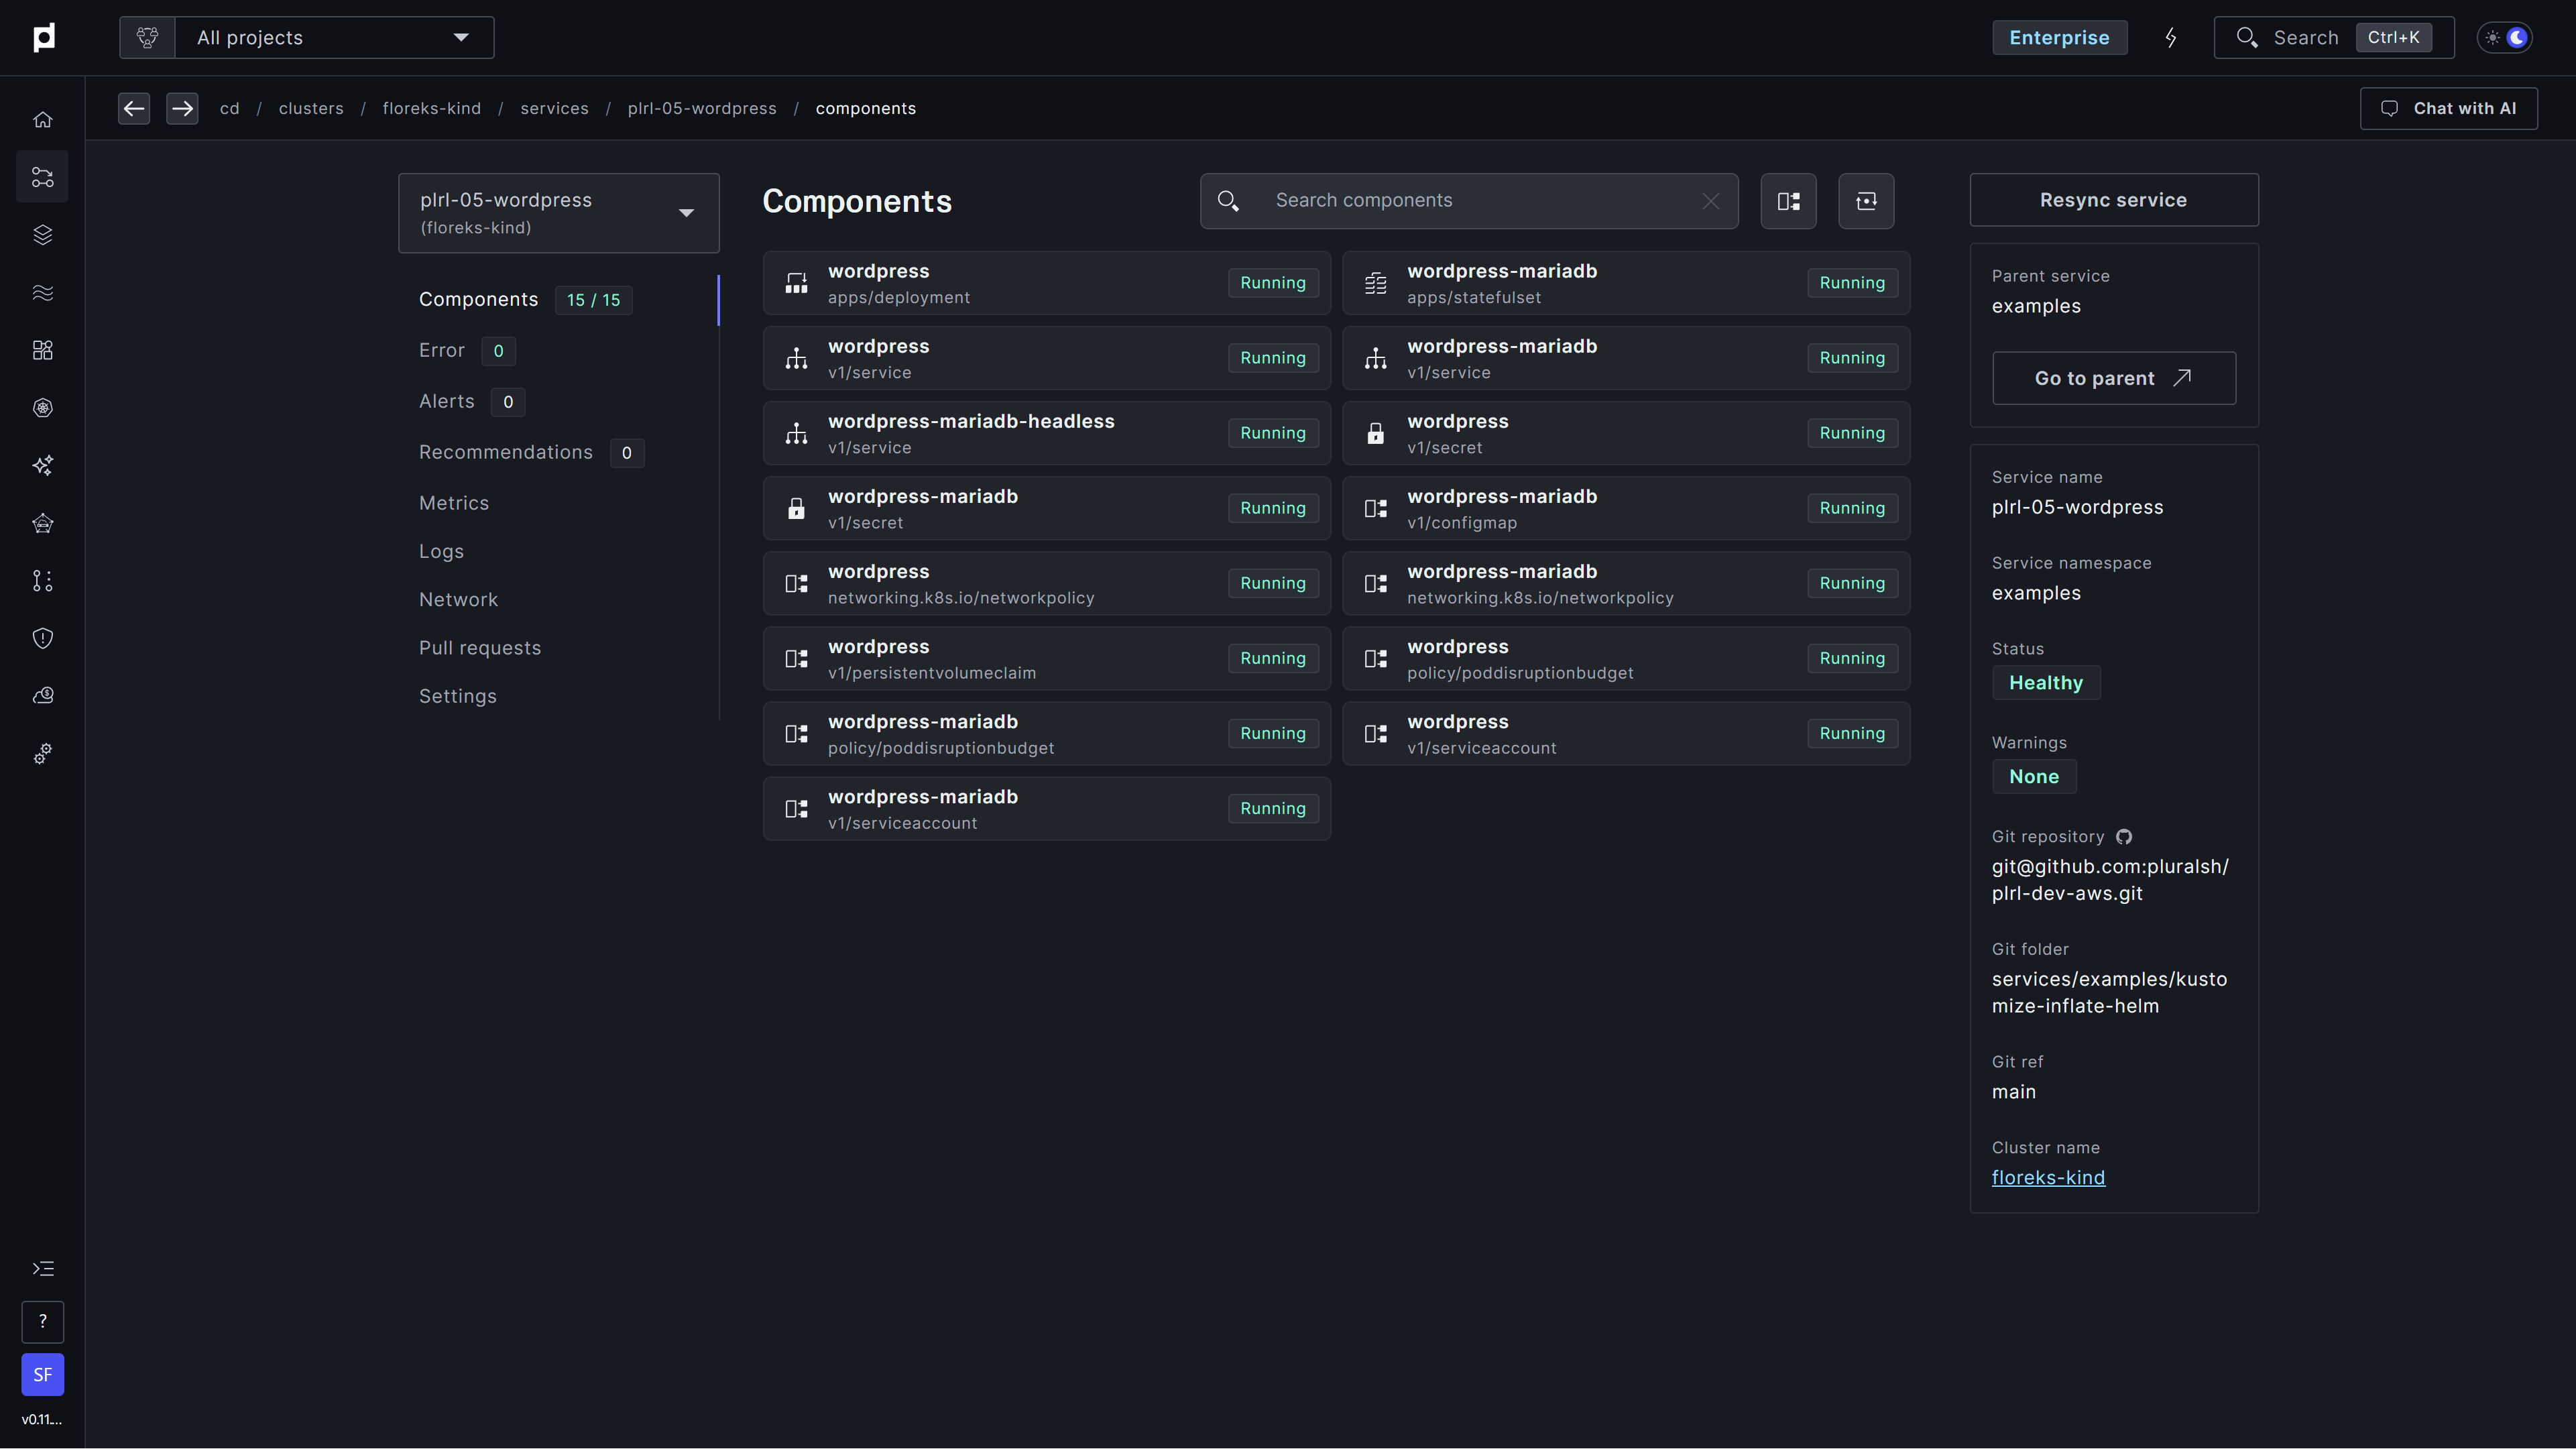 All projects
Enterprise
Search
Ctrl+K
cd / clusters / floreks-kind / services / plrl-05-wordpress / components
Chat with AI
plrl-05-wordpress
(floreks-kind)
Components 15 / 15
Error 0
Alerts 0
Recommendations 0
Metrics
Logs
Network
Pull requests
Settings
Components
Search components
wordpress
apps/deployment
Running
wordpress-mariadb
apps/statefulset
Running
wordpress
v1/service
Running
wordpress-mariadb
v1/service
Running
wordpress-mariadb-headless
v1/service
Running
wordpress
v1/secret
Running
wordpress-mariadb
v1/secret
Running
wordpress-mariadb
v1/configmap
Running
wordpress
networking.k8s.io/networkpolicy
Running
wordpress-mariadb
networking.k8s.io/networkpolicy
Running
wordpress
v1/persistentvolumeclaim
Running
wordpress
policy/poddisruptionbudget
Running
wordpress-mariadb
policy/poddisruptionbudget
Running
wordpress
v1/serviceaccount
Running
wordpress-mariadb
v1/serviceaccount
Running
Resync service
Parent service
examples
Go to parent
Service name
plrl-05-wordpress
Service namespace
examples
Status
Healthy
Warnings
None
Git repository
git@github.com:pluralsh/
plrl-dev-aws.git
Git folder
services/examples/kusto
mize-inflate-helm
Git ref
main
Cluster name
floreks-kind
?
SF
v0.11....